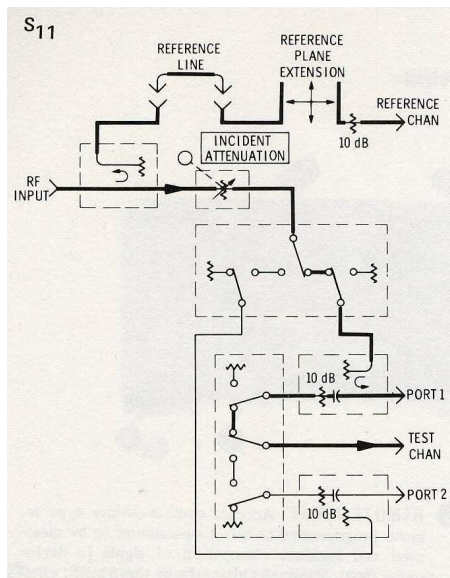 S11
REFERENCE
LINE
REFERENCE
PLANE
EXTENSION
REFERENCE
CHAN
10 dB
INCIDENT
ATTENUATION
RF
INPUT
10 dB
PORT 1
TEST
CHAN
PORT 2
10 dB